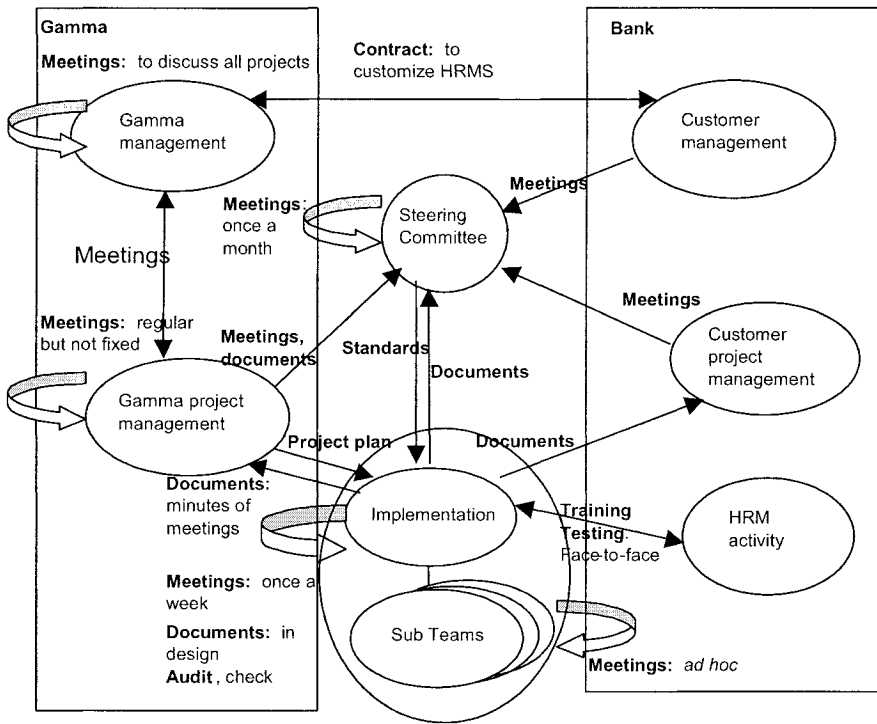 Gamma
Bank
Meetings: to discuss all projects
Contract: to
customize HRMS
Gamma
management
Customer
management
Meetings
Meetings:
once a
month
Steering
Committee
Meetings
Meetings: regular
but not fixed
Meetings,
documents
Standards
Documents
Meetings
Customer
project
management
Gamma project
management
Project plan
Documents
Documents:
minutes of
meetings
Implementation
Training
Testing:
Face-to-face
HRM
activity
Meetings: once a
week
Documents: in
design
Audit, check
Sub Teams
Meetings: ad hoc